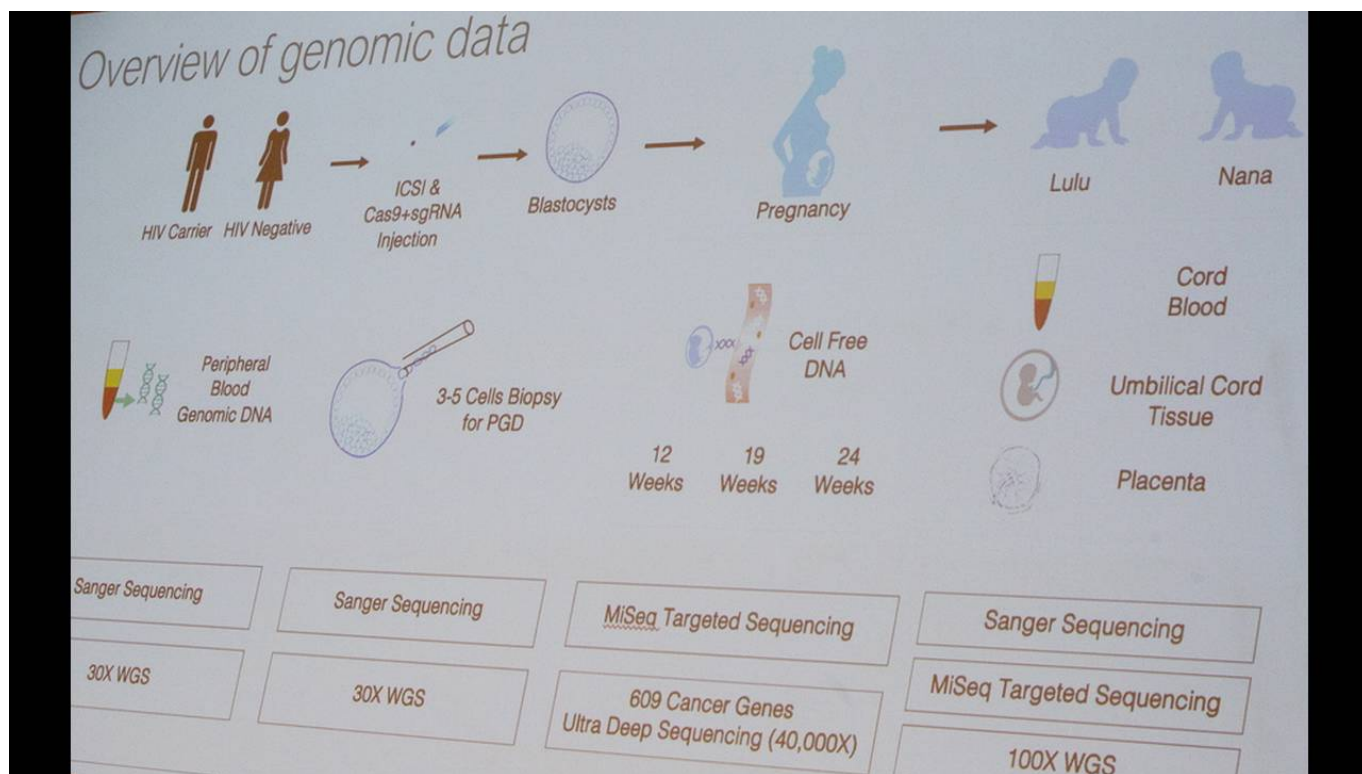 Overview of genomic data
HIV Carrier
HIV Negative
ICSI &
Cas9+sgRNA
Injection
Blastocysts
Pregnancy
Lulu
Nana
Peripheral
Blood
Genomic DNA
3-5 Cells Biopsy
for PGD
Cell Free
DNA
12
Weeks
19
Weeks
24
Weeks
Cord
Blood
Umbilical Cord
Tissue
Placenta
Sanger Sequencing
30X WGS
Sanger Sequencing
30X WGS
MiSeq Targeted Sequencing
609 Cancer Genes
Ultra Deep Sequencing (40,000X)
Sanger Sequencing
MiSeq Targeted Sequencing
100X WGS